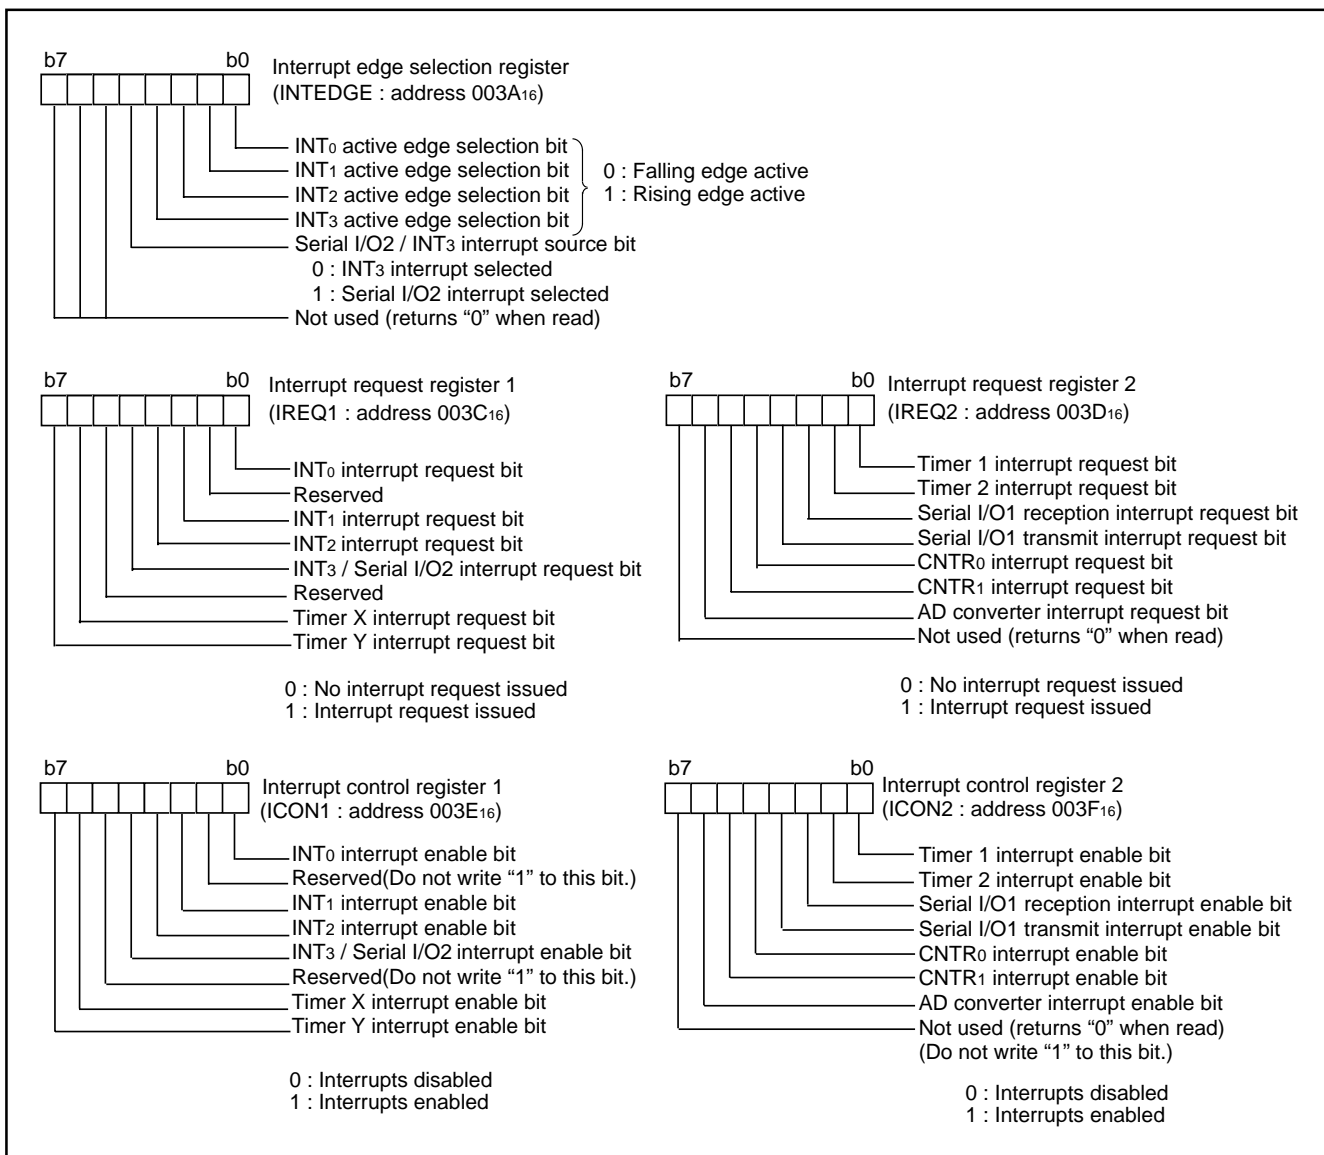 b7 b0 Interrupt edge selection register
(INTEDGE : address 003A16)
INT0 active edge selection bit
INT1 active edge selection bit
INT2 active edge selection bit
INT3 active edge selection bit
0 : Falling edge active
1 : Rising edge active
Serial I/O2 / INT3 interrupt source bit
0 : INT3 interrupt selected
1 : Serial I/O2 interrupt selected
Not used (returns “0” when read)
b7 b0 Interrupt request register 1
(IREQ1 : address 003C16)
INT0 interrupt request bit
Reserved
INT1 interrupt request bit
INT2 interrupt request bit
INT3 / Serial I/O2 interrupt request bit
Reserved
Timer X interrupt request bit
Timer Y interrupt request bit
0 : No interrupt request issued
1 : Interrupt request issued
b7 b0 Interrupt request register 2
(IREQ2 : address 003D16)
Timer 1 interrupt request bit
Timer 2 interrupt request bit
Serial I/O1 reception interrupt request bit
Serial I/O1 transmit interrupt request bit
CNTR0 interrupt request bit
CNTR1 interrupt request bit
AD converter interrupt request bit
Not used (returns “0” when read)
0 : No interrupt request issued
1 : Interrupt request issued
b7 b0 Interrupt control register 1
(ICON1 : address 003E16)
INT0 interrupt enable bit
Reserved(Do not write “1” to this bit.)
INT1 interrupt enable bit
INT2 interrupt enable bit
INT3 / Serial I/O2 interrupt enable bit
Reserved(Do not write “1” to this bit.)
Timer X interrupt enable bit
Timer Y interrupt enable bit
0 : Interrupts disabled
1 : Interrupts enabled
b7 b0 Interrupt control register 2
(ICON2 : address 003F16)
Timer 1 interrupt enable bit
Timer 2 interrupt enable bit
Serial I/O1 reception interrupt enable bit
Serial I/O1 transmit interrupt enable bit
CNTR0 interrupt enable bit
CNTR1 interrupt enable bit
AD converter interrupt enable bit
Not used (returns “0” when read)
(Do not write “1” to this bit.)
0 : Interrupts disabled
1 : Interrupts enabled